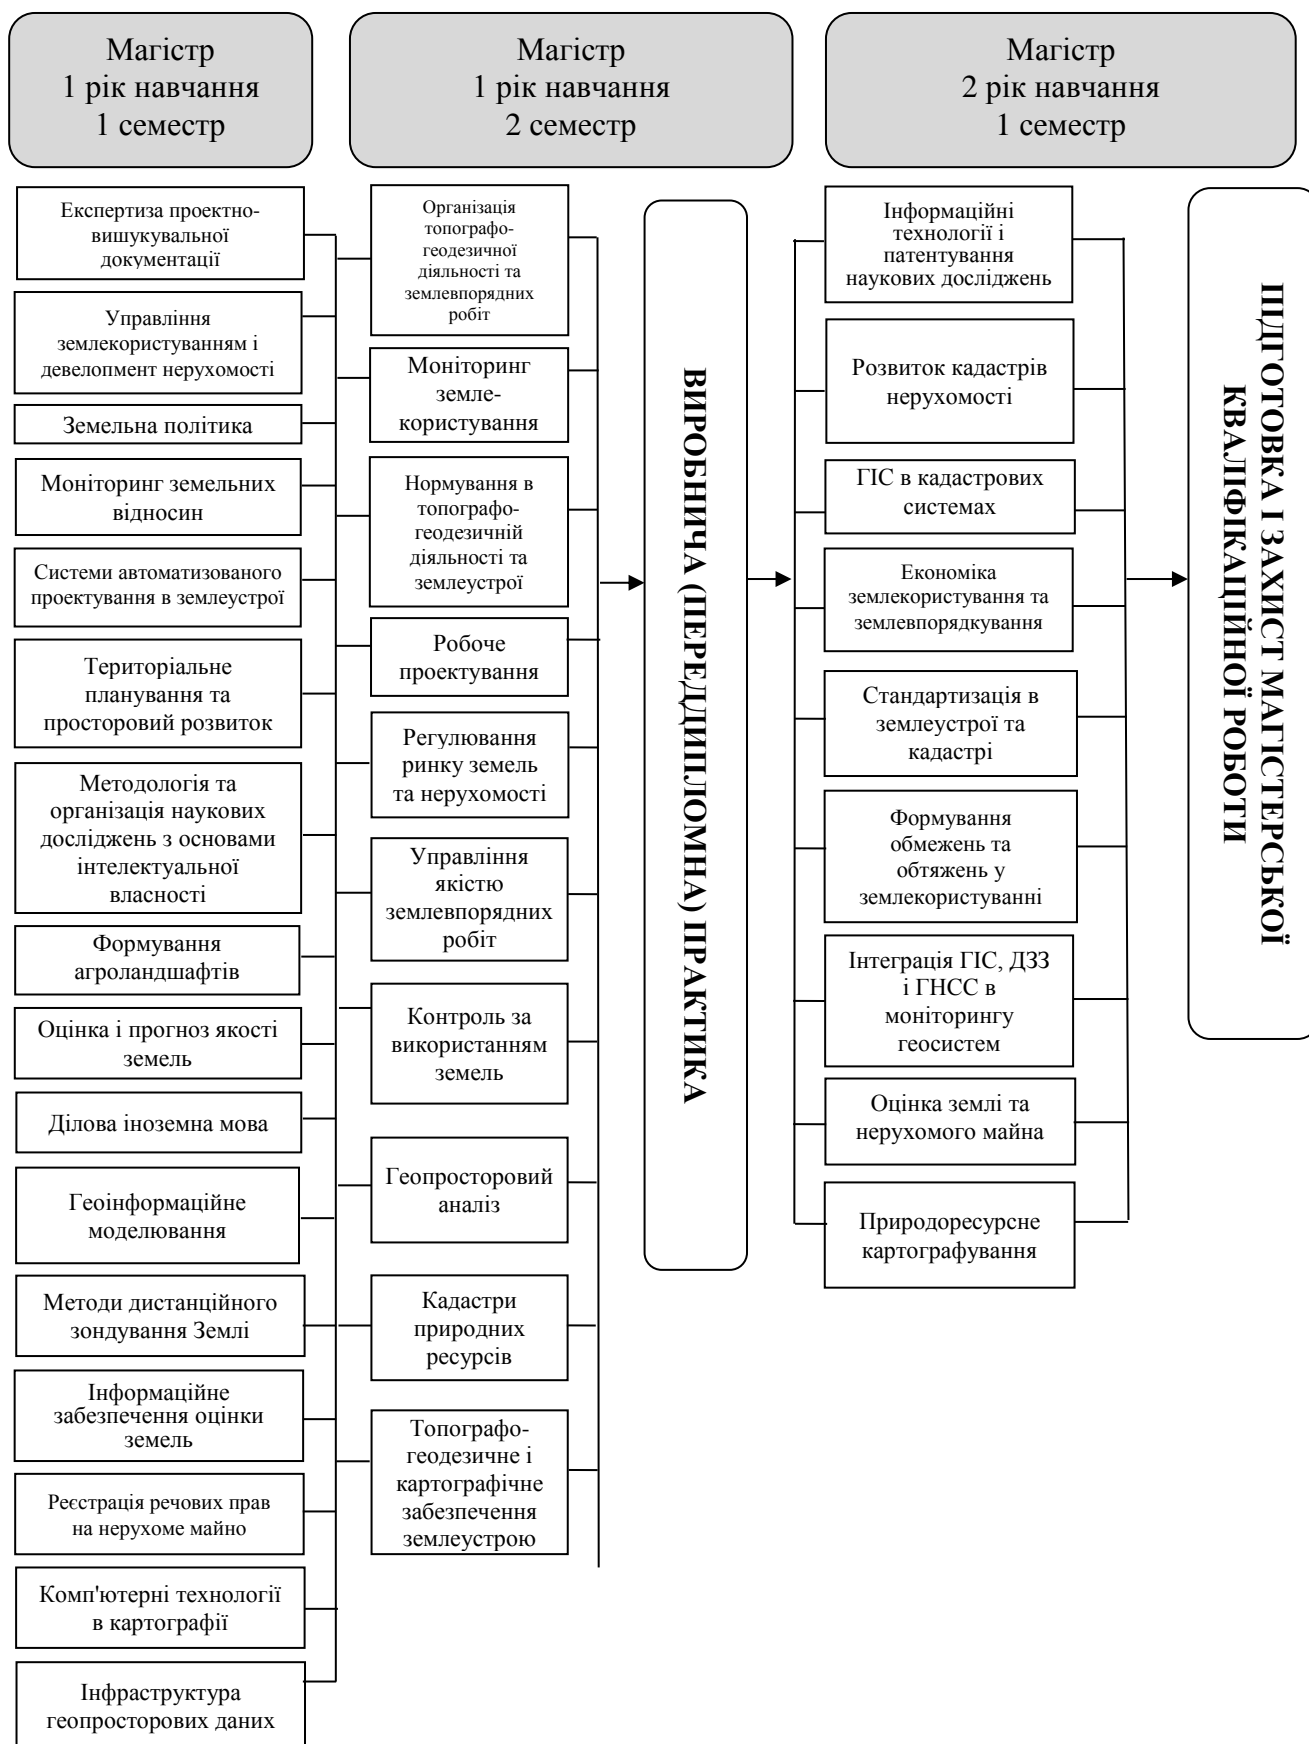 Магістр
1 рік навчання
1 семестр
Магістр
1 рік навчання
2 семестр
Магістр
2 рік навчання
1 семестр
Експертиза проектно-
вишукувальної
документації
Управління
землекористуванням і
девелопмент нерухомості
Земельна політика
Моніторинг земельних
відносин
Системи автоматизованого
проектування в землеустрої
Територіальне
планування та
просторовий розвиток
Методологія та
організація наукових
досліджень з основами
інтелектуальної
власності
Формування
агроландшафтів
Оцінка і прогноз якості
земель
Ділова іноземна мова
Геоінформаційне
моделювання
Методи дистанційного
зондування Землі
Інформаційне
забезпечення оцінки
земель
Реєстрація речових прав
на нерухоме майно
Комп'ютерні технології
в картографії
Інфраструктура
геопросторових даних
Організація
топографо-
геодезичної
діяльності та
землевпорядних
робіт
Моніторинг
земле-
користування
Нормування в
топографо-
геодезичній
діяльності та
землеустрої
Робоче
проектування
Регулювання
ринку земель
та нерухомості
Управління
якістю
землевпорядних
робіт
Контроль за
використанням
земель
Геопросторовий
аналіз
Кадастри
природних
ресурсів
Топографо-
геодезичне і
картографічне
забезпечення
землеустрою
ВИРОБНИЧА (ПЕРЕДДИПЛОМНА) ПРАКТИКА
Інформаційні
технології і
патентування
наукових досліджень
Розвиток кадастрів
нерухомості
ГІС в кадастрових
системах
Економіка
землекористування та
землевпорядкування
Стандартизація в
землеустрої та
кадастрі
Формування
обмежень та
обтяжень у
землекористуванні
Інтеграція ГІС, ДЗЗ
і ГНСС в
моніторингу
геосистем
Оцінка землі та
нерухомого майна
Природоресурсне
картографування
ПІДГОТОВКА І ЗАХИСТ МАГІСТЕРСЬКОЇ
КВАЛІФІКАЦІЙНОЇ РОБОТИ